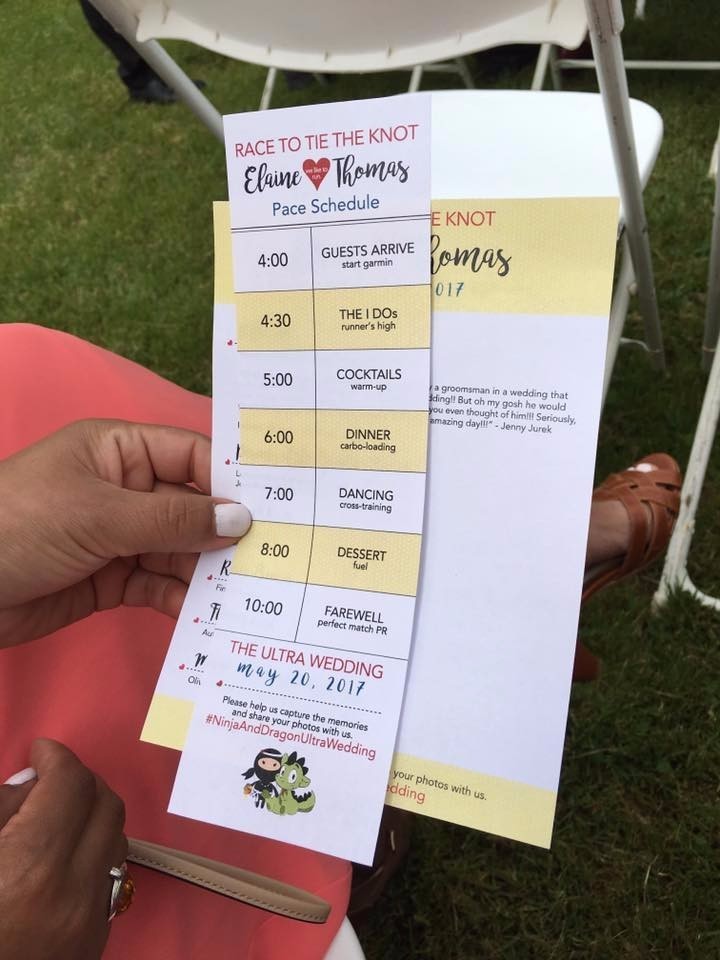 RACE TO TIE THE KNOT
Elaine we like to run Thomas
Pace Schedule
4:00 GUESTS ARRIVE
start garmin
4:30 THE I DOs
runner's high
5:00 COCKTAILS
warm-up
6:00 DINNER
carbo-loading
7:00 DANCING
cross-training
8:00 DESSERT
fuel
10:00 FAREWELL
perfect match PR
THE ULTRA WEDDING
may 20, 2017
Please help us capture the memories
and share your photos with us.
#NinjaAndDragonUltraWedding
E KNOT
homas
017
a groomsman in a wedding that
dding!! But oh my gosh he would
you even thought of him!!! Seriously,
amazing day!!!" - Jenny Jurek
your photos with us.
edding